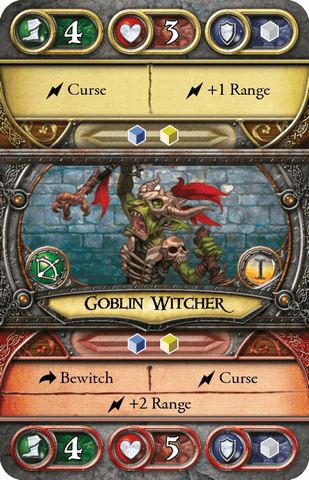 4 3
Curse +1 Range
I
GOBLIN WITCHER
Bewitch Curse
+2 Range
4 5